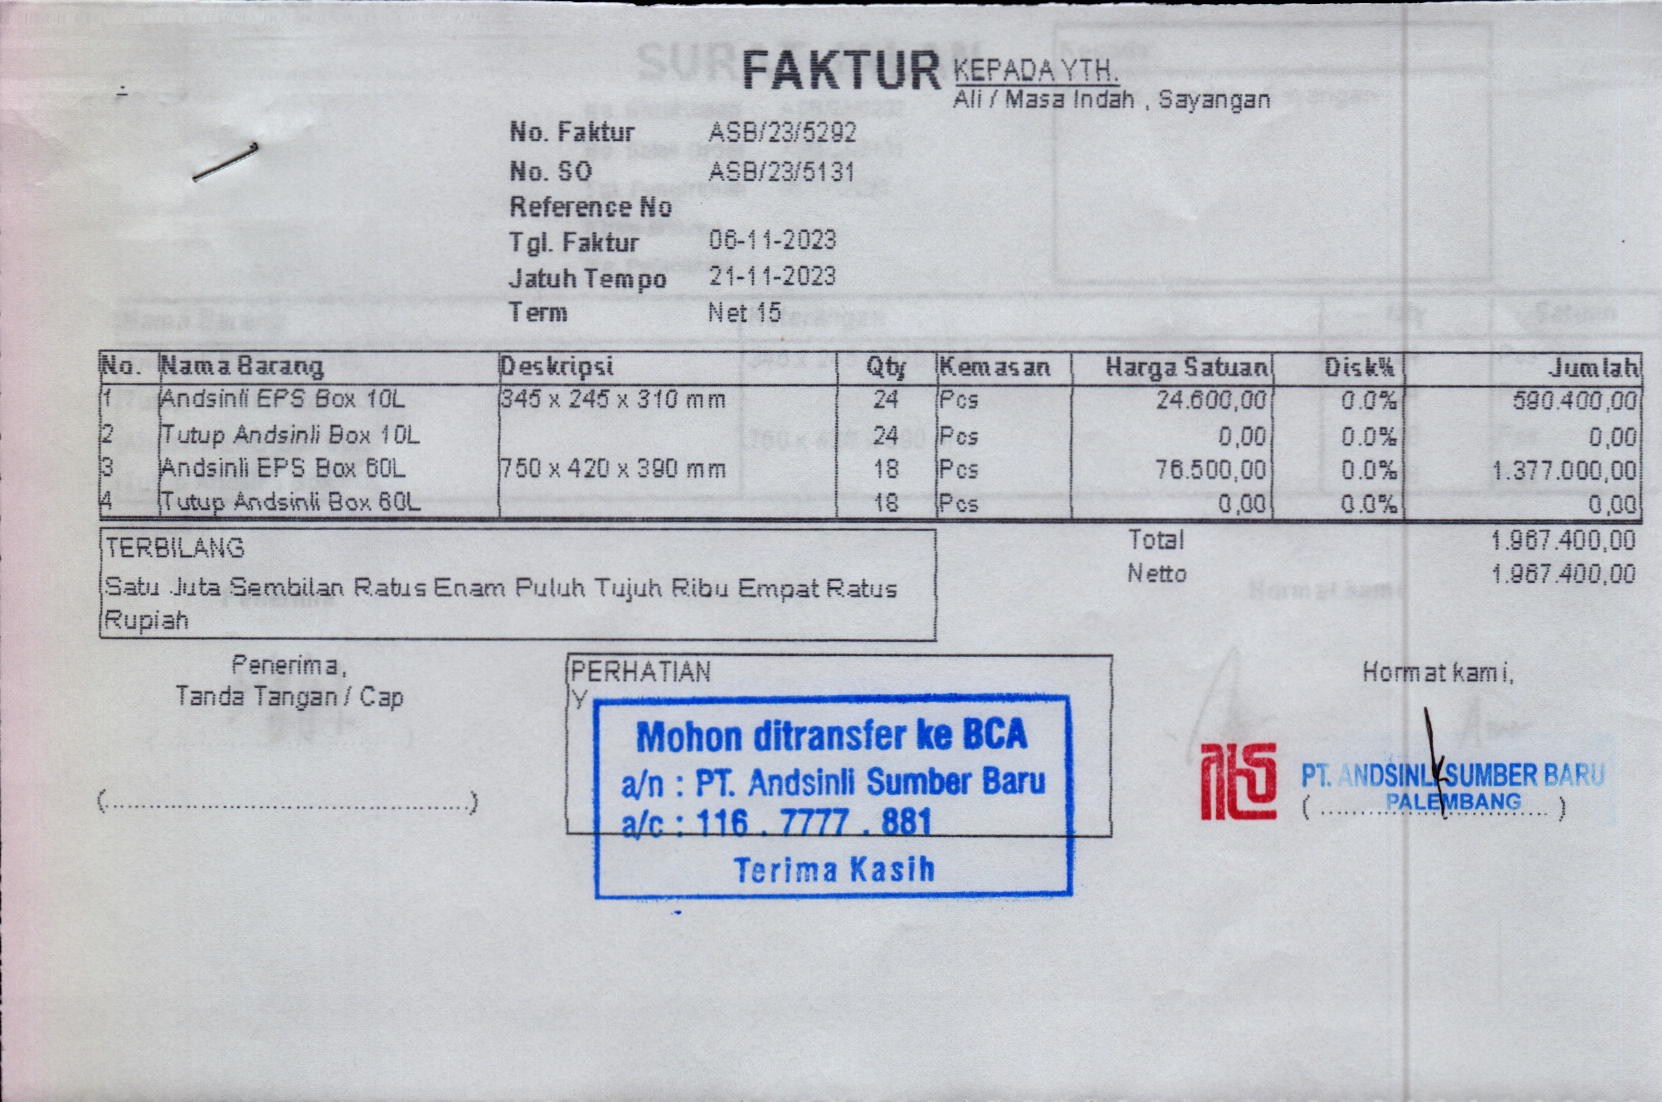 FAKTUR
KEPADA YTH.
Ali / Masa Indah , Sayangan
No. Faktur ASB/23/5292
No. SO ASB/23/5131
Reference No
Tgl. Faktur 06-11-2023
Jatuh Tempo 21-11-2023
Term Net 15
No. Nama Barang Deskripsi Qty Kemasan Harga Satuan Disk% Jumlah
1 Andsinli EPS Box 10L 345 x 245 x 310 mm 24 Pcs 24.600,00 0.0% 590.400,00
2 Tutup Andsinli Box 10L 24 Pcs 0,00 0.0% 0,00
3 Andsinli EPS Box 60L 750 x 420 x 390 mm 18 Pcs 76.500,00 0.0% 1.377.000,00
4 Tutup Andsinli Box 60L 18 Pcs 0,00 0.0% 0,00
TERBILANG
Satu Juta Sembilan Ratus Enam Puluh Tujuh Ribu Empat Ratus
Rupiah
Total 1.967.400,00
Netto 1.967.400,00
Penerima,
Tanda Tangan / Cap
(................................................)
PERHATIAN
Y
Mohon ditransfer ke BCA
a/n : PT. Andsinli Sumber Baru
a/c : 116 . 7777 . 881
Terima Kasih
Hormat kami,
PT. ANDSINLI SUMBER BARU
PALEMBANG
(................................)